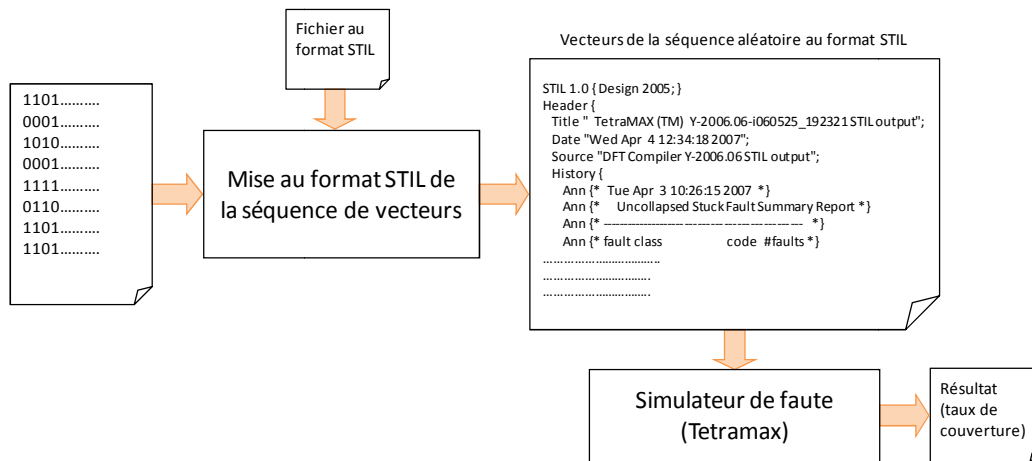 Fichier au
format STIL
Vecteurs de la séquence aléatoire au format STIL
1101..........
0001..........
1010..........
0001..........
1111..........
0110..........
1101..........
1101..........
Mise au format STIL de
la séquence de vecteurs
STIL 1.0 { Design 2005; }
Header {
Title " TetraMAX (TM) Y-2006.06-i060525_192321 STIL output";
Date "Wed Apr 4 12:34:18 2007";
Source "DFT Compiler Y-2006.06 STIL output";
History {
Ann {* Tue Apr 3 10:26:15 2007 *}
Ann {* Uncollapsed Stuck Fault Summary Report *}
Ann {* ----------------------------------------------- *}
Ann {* fault class code #faults *}
....................................
.................................
.................................
Simulateur de faute
(Tetramax)
Résultat
(taux de
couverture)